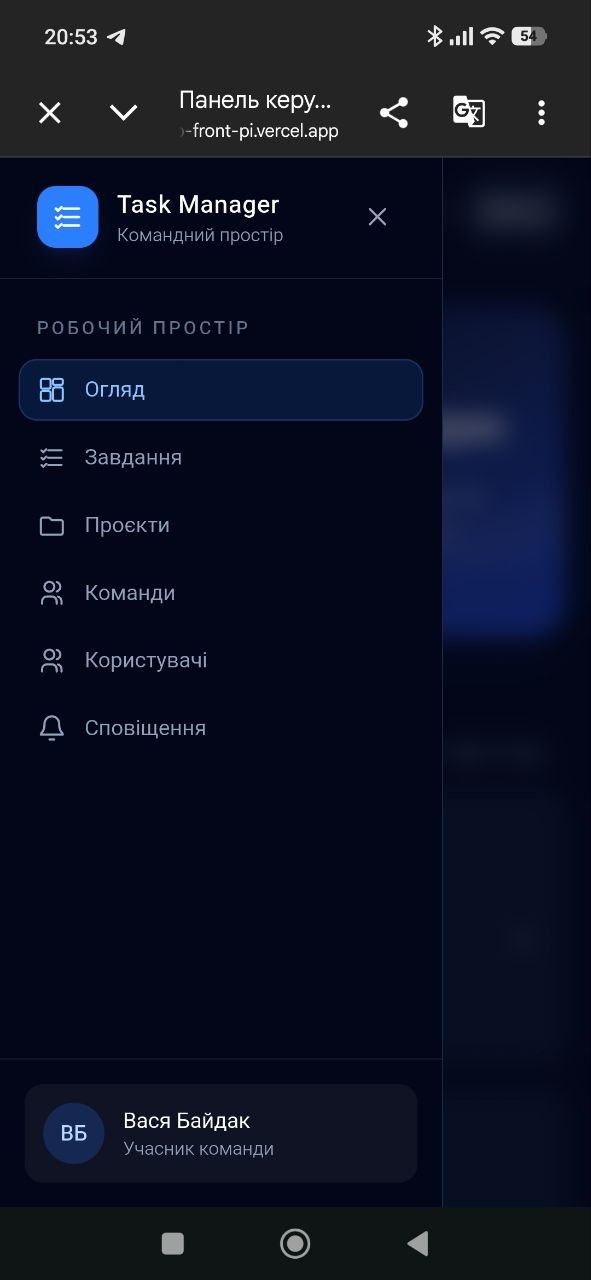 20:53
54
Панель керу...
-front-pi.vercel.app
Task Manager
Командний простір
РОБОЧИЙ ПРОСТІР
Огляд
Завдання
Проєкти
Команди
Користувачі
Сповіщення
ВБ
Вася Байдак
Учасник команди